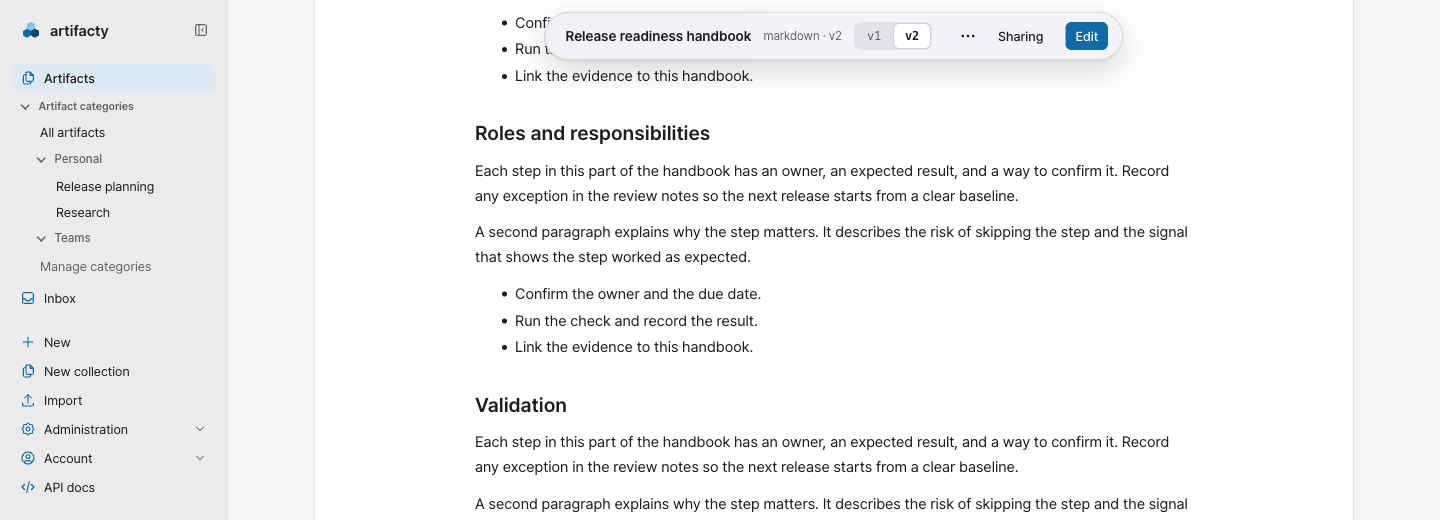 artifacty
Artifacts
Artifact categories
All artifacts
Personal
Release planning
Research
Teams
Manage categories
Inbox
New
New collection
Import
Administration
Account
API docs
Release readiness handbook
markdown · v2
v1
v2
Sharing
Edit
Link the evidence to this handbook.
Roles and responsibilities
Each step in this part of the handbook has an owner, an expected result, and a way to confirm it. Record
any exception in the review notes so the next release starts from a clear baseline.
A second paragraph explains why the step matters. It describes the risk of skipping the step and the signal
that shows the step worked as expected.
• Confirm the owner and the due date.
• Run the check and record the result.
• Link the evidence to this handbook.
Validation
Each step in this part of the handbook has an owner, an expected result, and a way to confirm it. Record
any exception in the review notes so the next release starts from a clear baseline.
A second paragraph explains why the step matters. It describes the risk of skipping the step and the signal